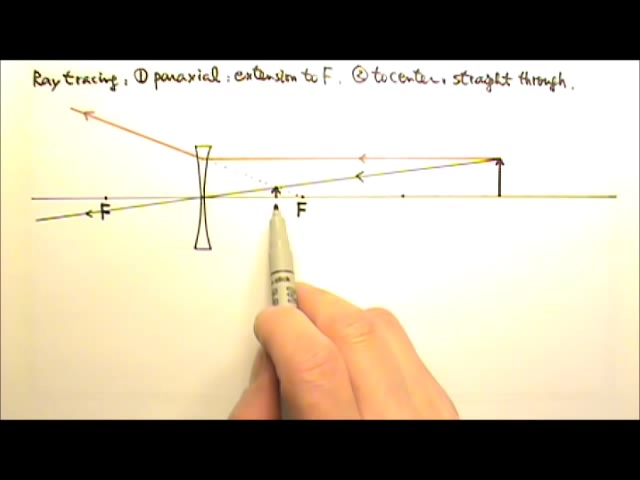 Ray tracing: ① paraxial: extension to F. ② to center, straight through.
F F